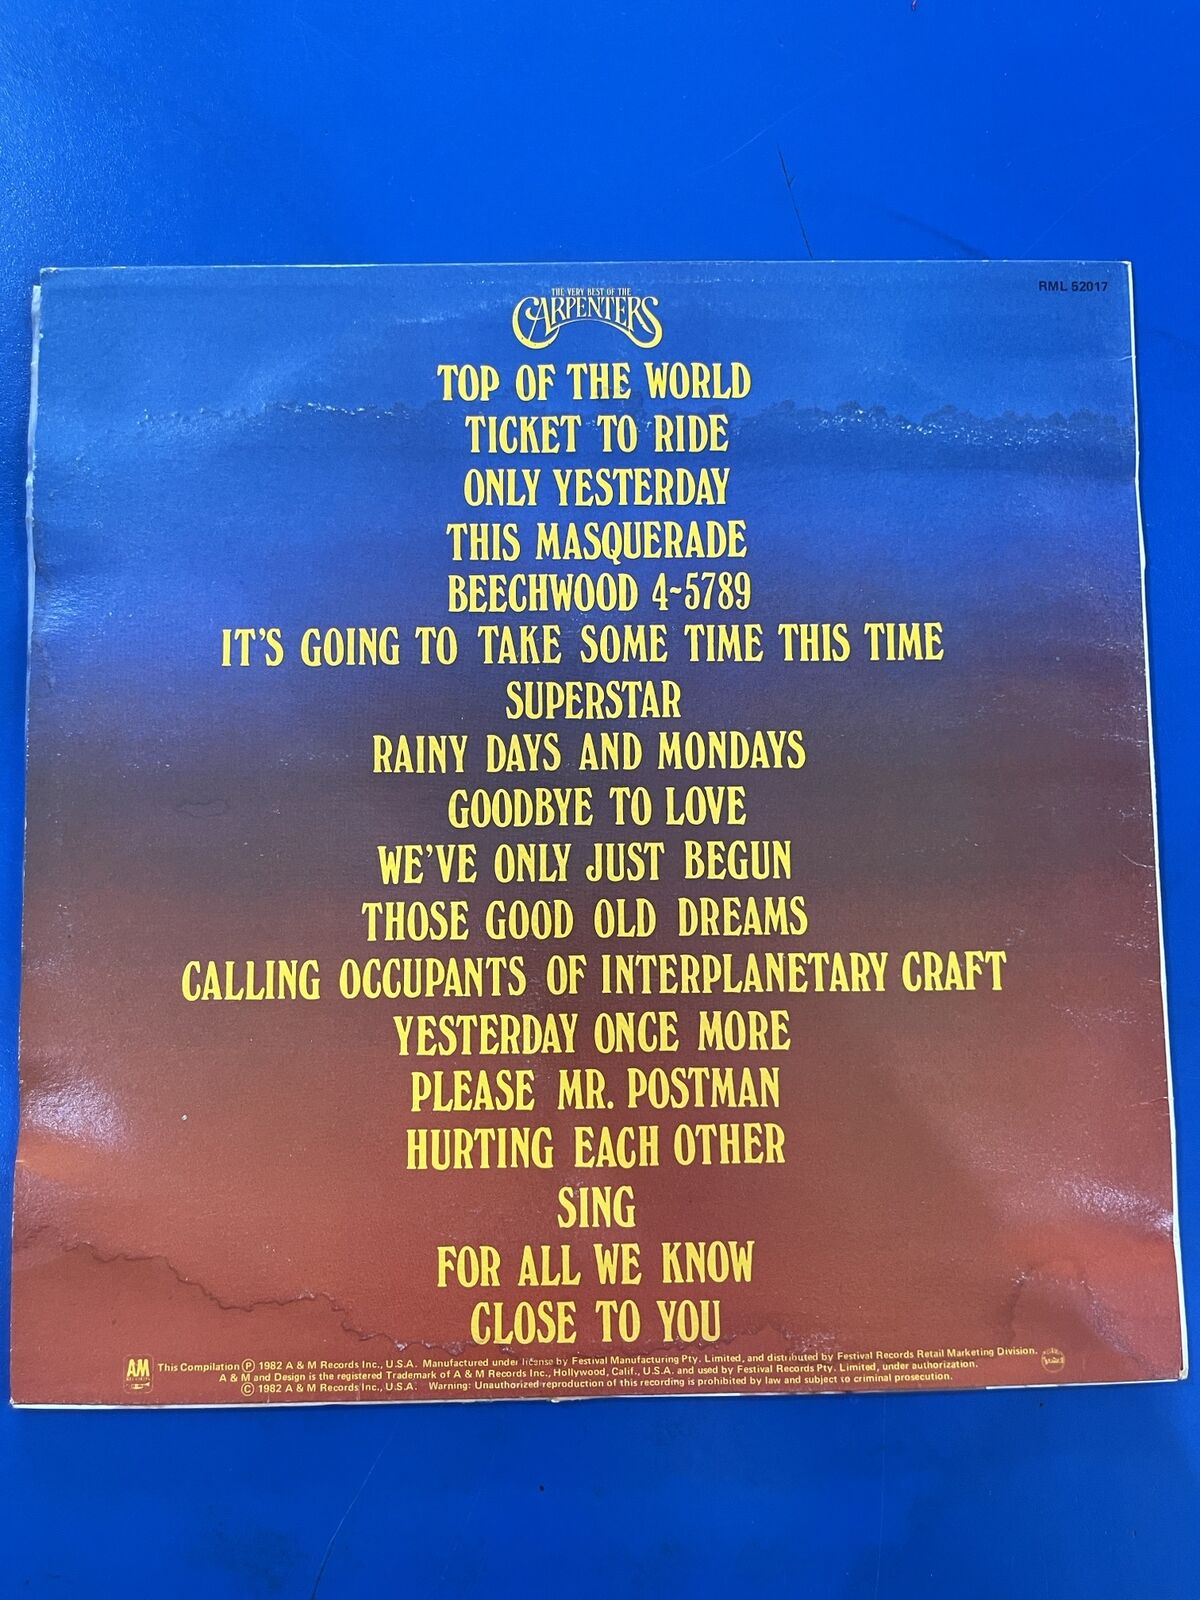 RML 52017
THE VERY BEST OF THE
CARPENTERS
TOP OF THE WORLD
TICKET TO RIDE
ONLY YESTERDAY
THIS MASQUERADE
BEECHWOOD 4~5789
IT'S GOING TO TAKE SOME TIME THIS TIME
SUPERSTAR
RAINY DAYS AND MONDAYS
GOODBYE TO LOVE
WE'VE ONLY JUST BEGUN
THOSE GOOD OLD DREAMS
CALLING OCCUPANTS OF INTERPLANETARY CRAFT
YESTERDAY ONCE MORE
PLEASE MR. POSTMAN
HURTING EACH OTHER
SING
FOR ALL WE KNOW
CLOSE TO YOU
A&M
RECORDS
This Compilation Ⓟ 1982 A & M Records Inc., U.S.A. Manufactured under license by Festival Manufacturing Pty. Limited, and distributed by Festival Records Retail Marketing Division.
A & M and Design is the registered Trademark of A & M Records Inc., Hollywood, Calif., U.S.A. and used by Festival Records Pty. Limited, under authorization.
© 1982 A & M Records Inc., U.S.A. Warning: Unauthorized reproduction of this recording is prohibited by law and subject to criminal prosecution.